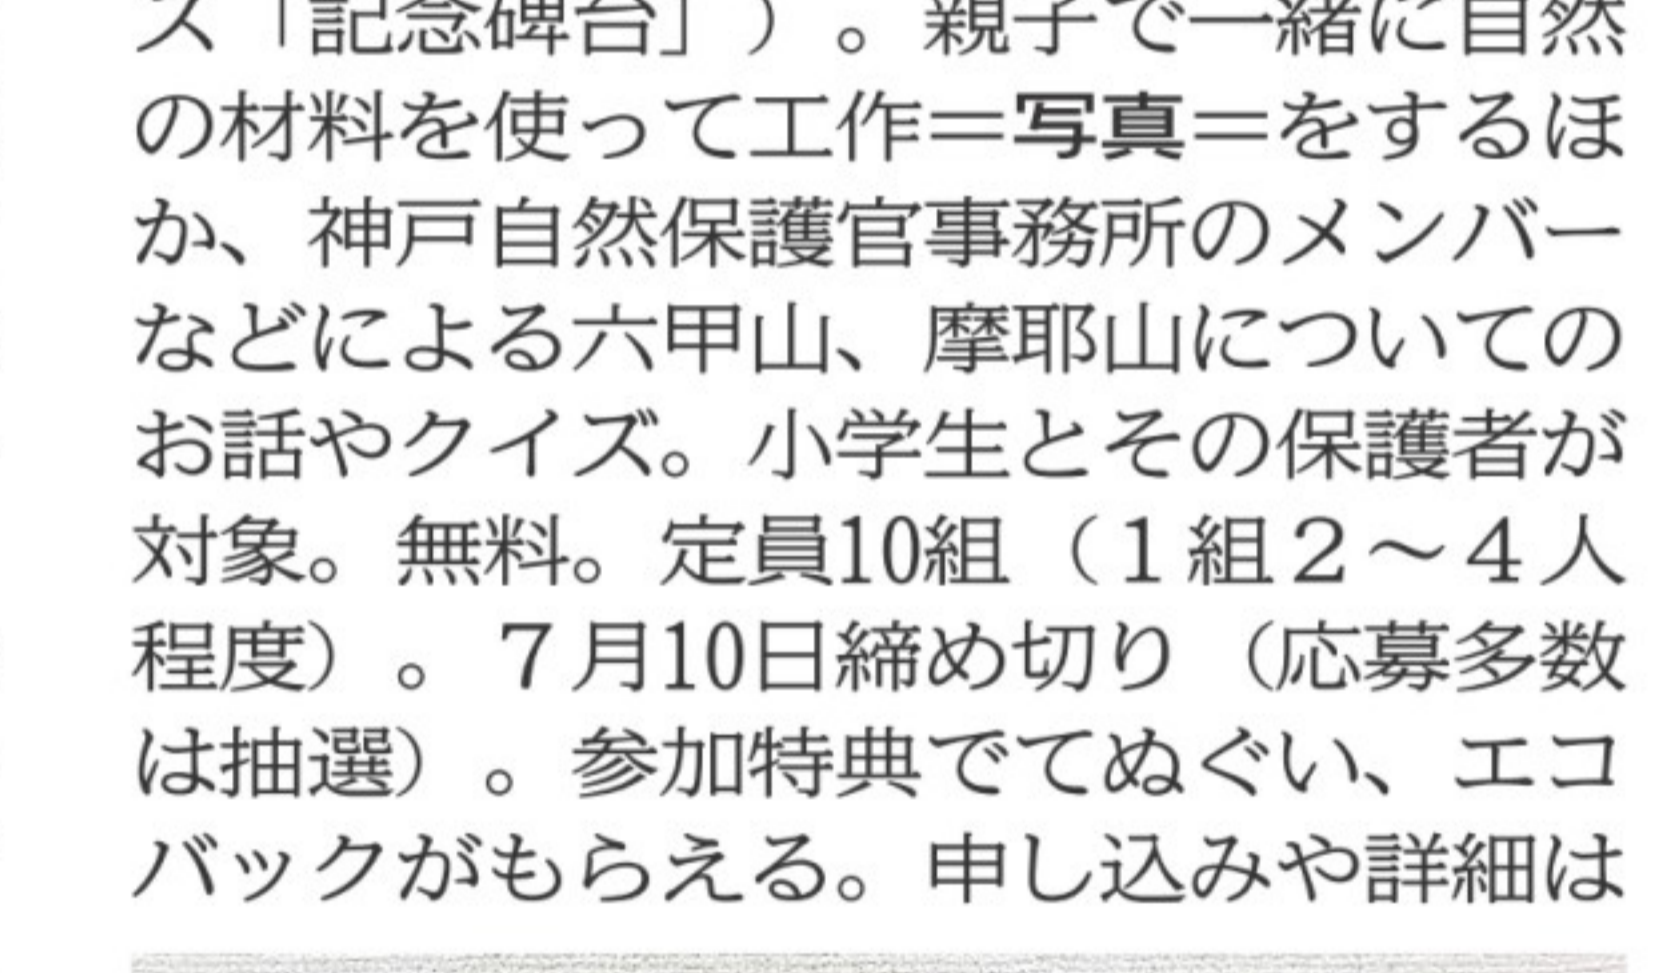 ス「記念碑台」）。親子で一緒に自然
の材料を使って工作＝写真＝をするほ
か、神戸自然保護官事務所のメンバー
などによる六甲山、摩耶山についての
お話やクイズ。小学生とその保護者が
対象。無料。定員10組（１組２～４人
程度）。７月10日締め切り（応募多数
は抽選）。参加特典でてぬぐい、エコ
バックがもらえる。申し込みや詳細は